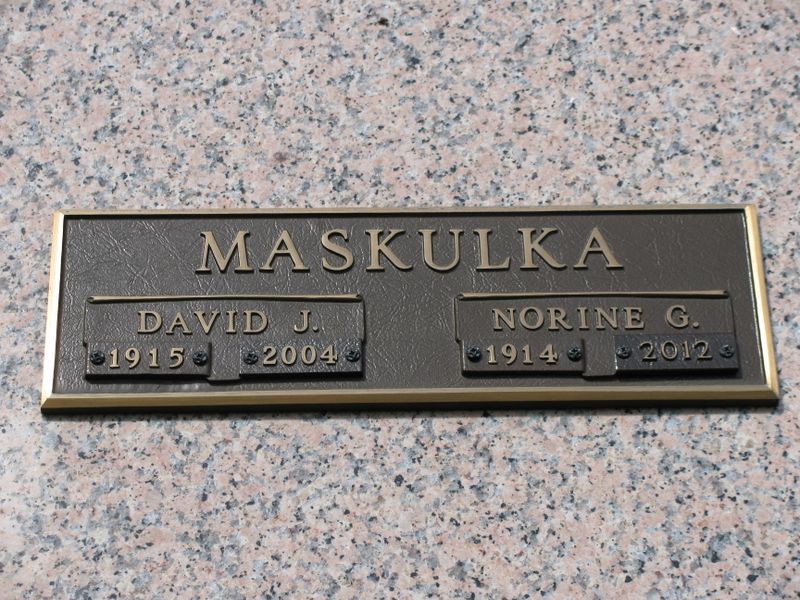 MASKULKA
DAVID J.
1915 2004
NORINE G.
1914 2012